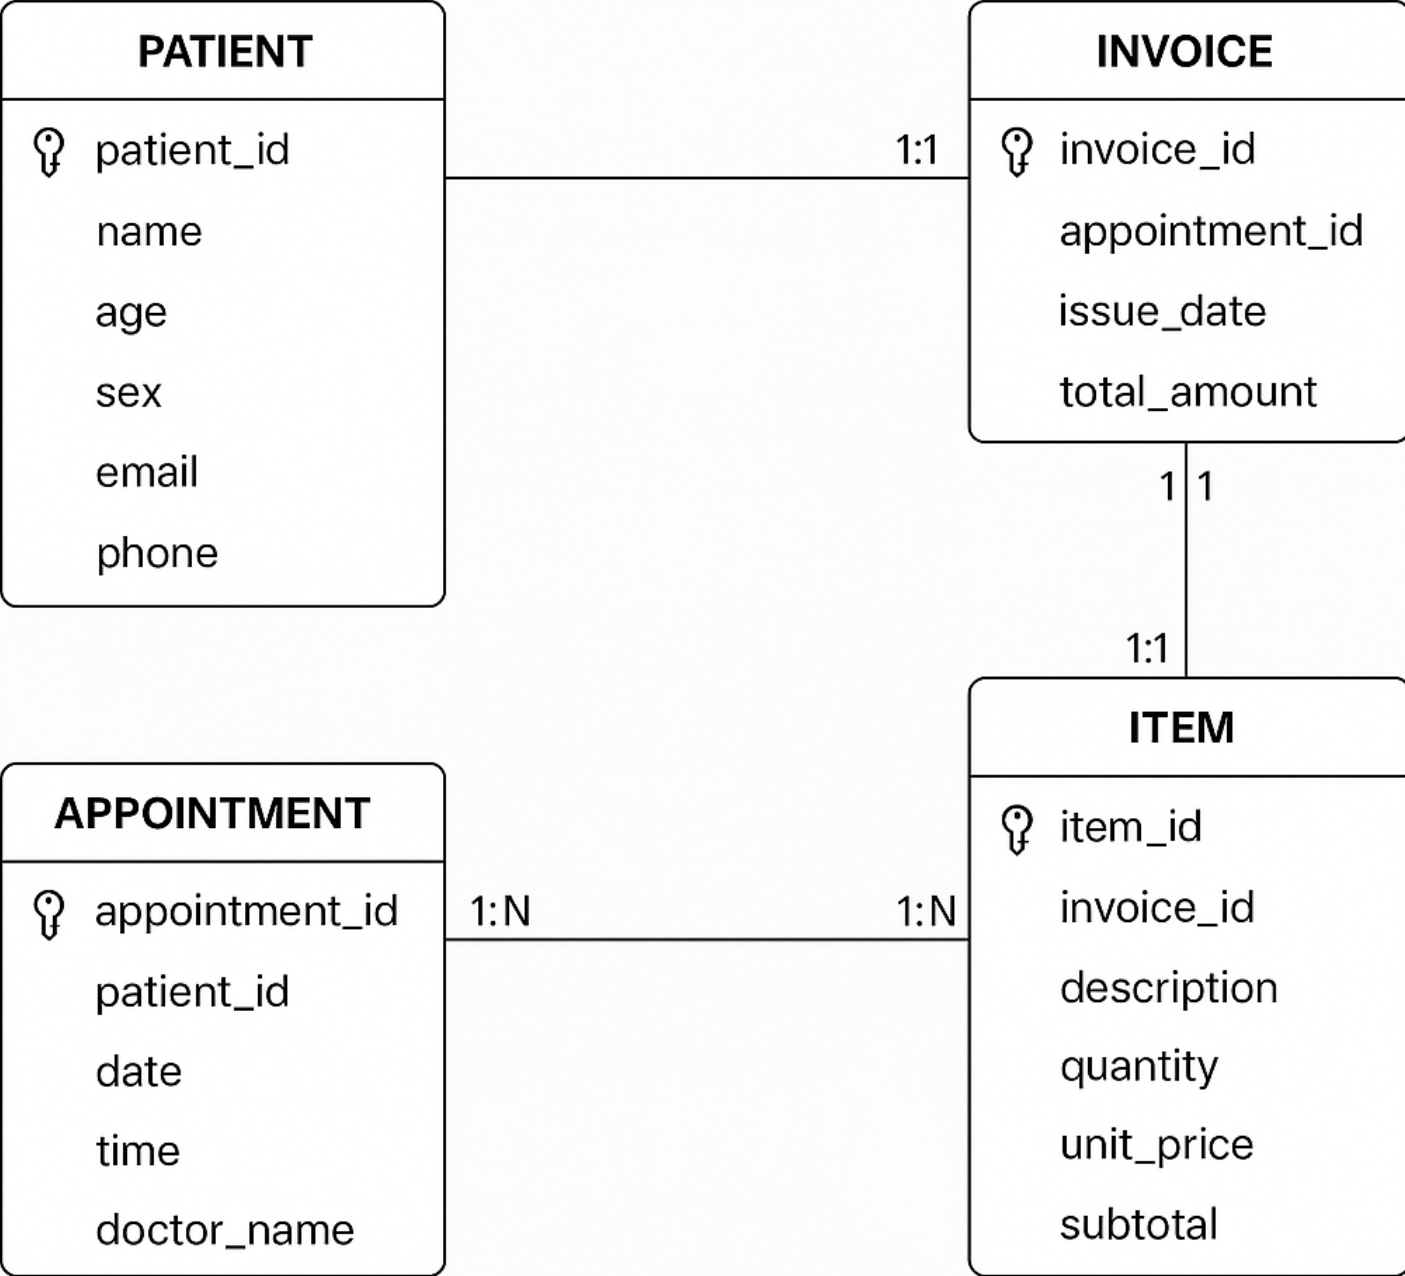 PATIENT
patient_id
name
age
sex
email
phone
1:1
INVOICE
invoice_id
appointment_id
issue_date
total_amount
1 1
1:1
APPOINTMENT
appointment_id
patient_id
date
time
doctor_name
1:N
1:N
ITEM
item_id
invoice_id
description
quantity
unit_price
subtotal